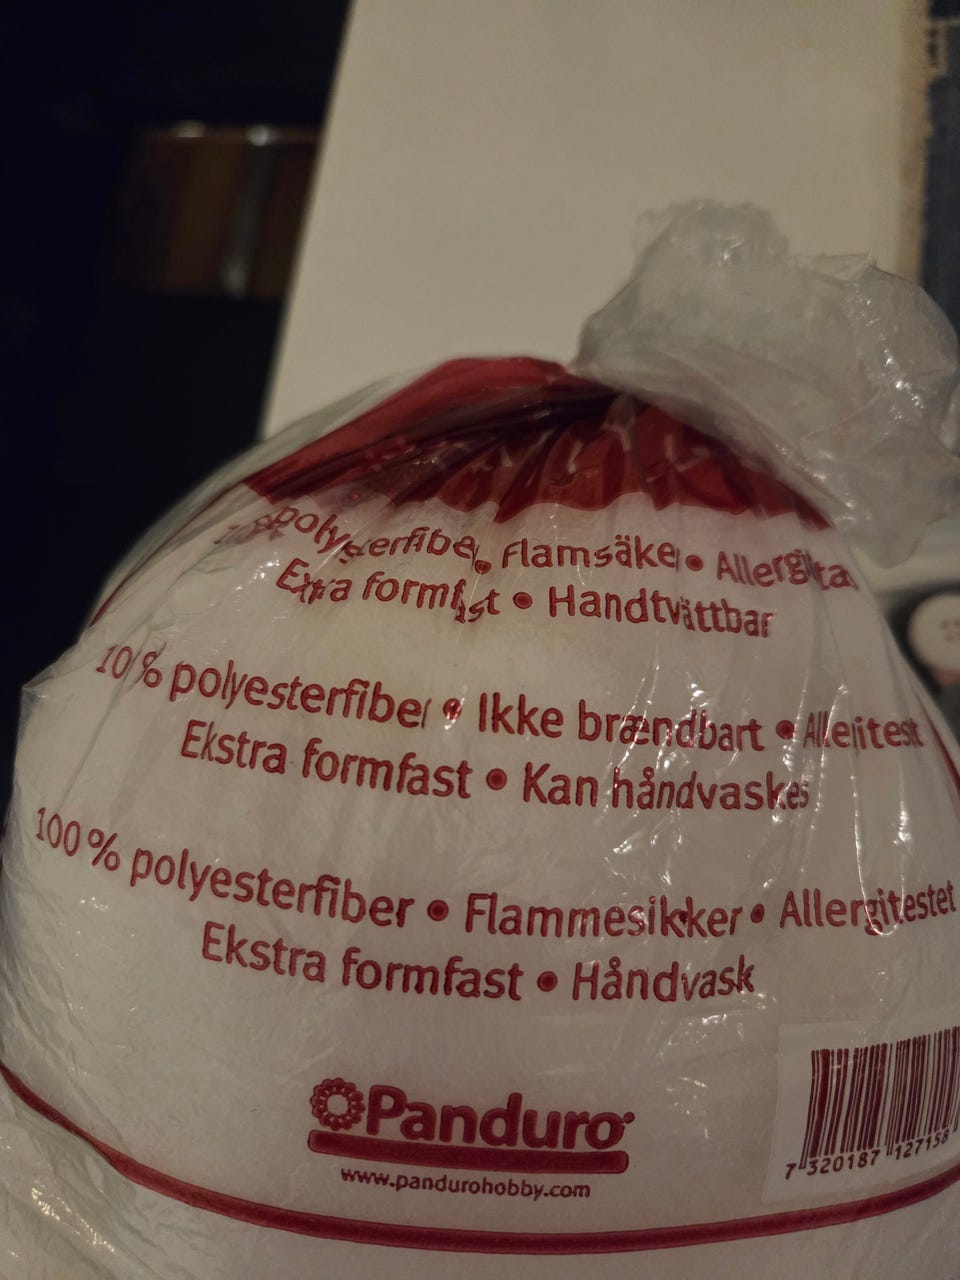 polyesterfiber • Flamsäker • Allergitestad
Extra formfast • Handtvättbar
100 % polyesterfiber • Ikke brændbart • Allergitestet
Ekstra formfast • Kan håndvaskes
100 % polyesterfiber • Flammesikker • Allergitestet
Ekstra formfast • Håndvask
Panduro
www.pandurohobby.com
7 320187 127158